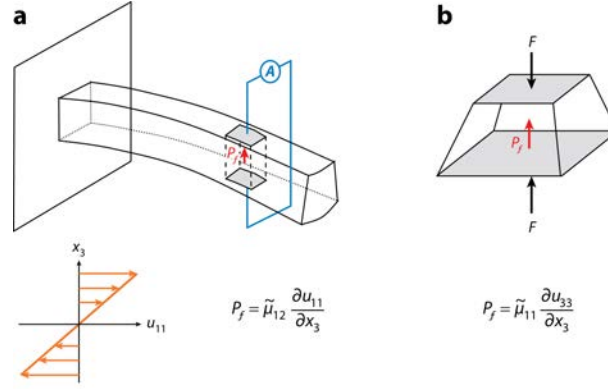 a
b
A
F
P_f
P_f
F
x_3
u_11
P_f = μ̃_12 ∂u_11/∂x_3
P_f = μ̃_11 ∂u_33/∂x_3